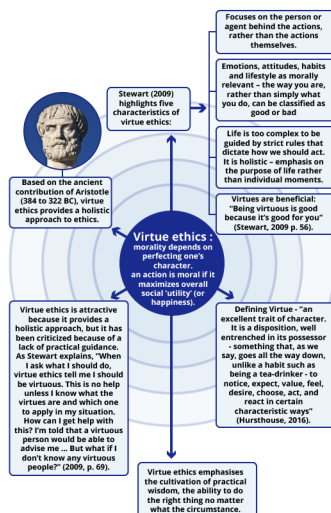 Focuses on the person or
agent behind the actions,
rather than the actions
themselves.
Stewart (2009)
highlights five
characteristics of
virtue ethics:
Emotions, attitudes, habits
and lifestyle as morally
relevant – the way you are,
rather than simply what
you do, can be classified as
good or bad
Life is too complex to be
guided by strict rules that
dictate how we should act.
It is holistic – emphasis on
the purpose of life rather
than individual moments.
Virtues are beneficial:
"Being virtuous is good
because it's good for you"
(Stewart, 2009 p. 56).
Based on the ancient
contribution of Aristotle
(384 to 322 BC), virtue
ethics provides a holistic
approach to ethics.
Virtue ethics :
morality depends on
perfecting one's
character.
an action is moral if it
maximizes overall
social 'utility' (or
happiness).
Virtue ethics is attractive
because it provides a
holistic approach, but it has
been criticized because of a
lack of practical guidance.
As Stewart explains, "When
I ask what I should do,
virtue ethics tell me I should
be virtuous. This is no help
unless I know what the
virtues are and which one
to apply in my situation.
How can I get help with
this? I'm told that a virtuous
person would be able to
advise me ... But what if I
don't know any virtuous
people?" (2009, p. 69).
Defining Virtue - "an
excellent trait of character.
It is a disposition, well
entrenched in its possessor
- something that, as we
say, goes all the way down,
unlike a habit such as
being a tea-drinker - to
notice, expect, value, feel,
desire, choose, act, and
react in certain
characteristic ways"
(Hursthouse, 2016).
Virtue ethics emphasises
the cultivation of practical
wisdom, the ability to do
the right thing no matter
what the circumstance.